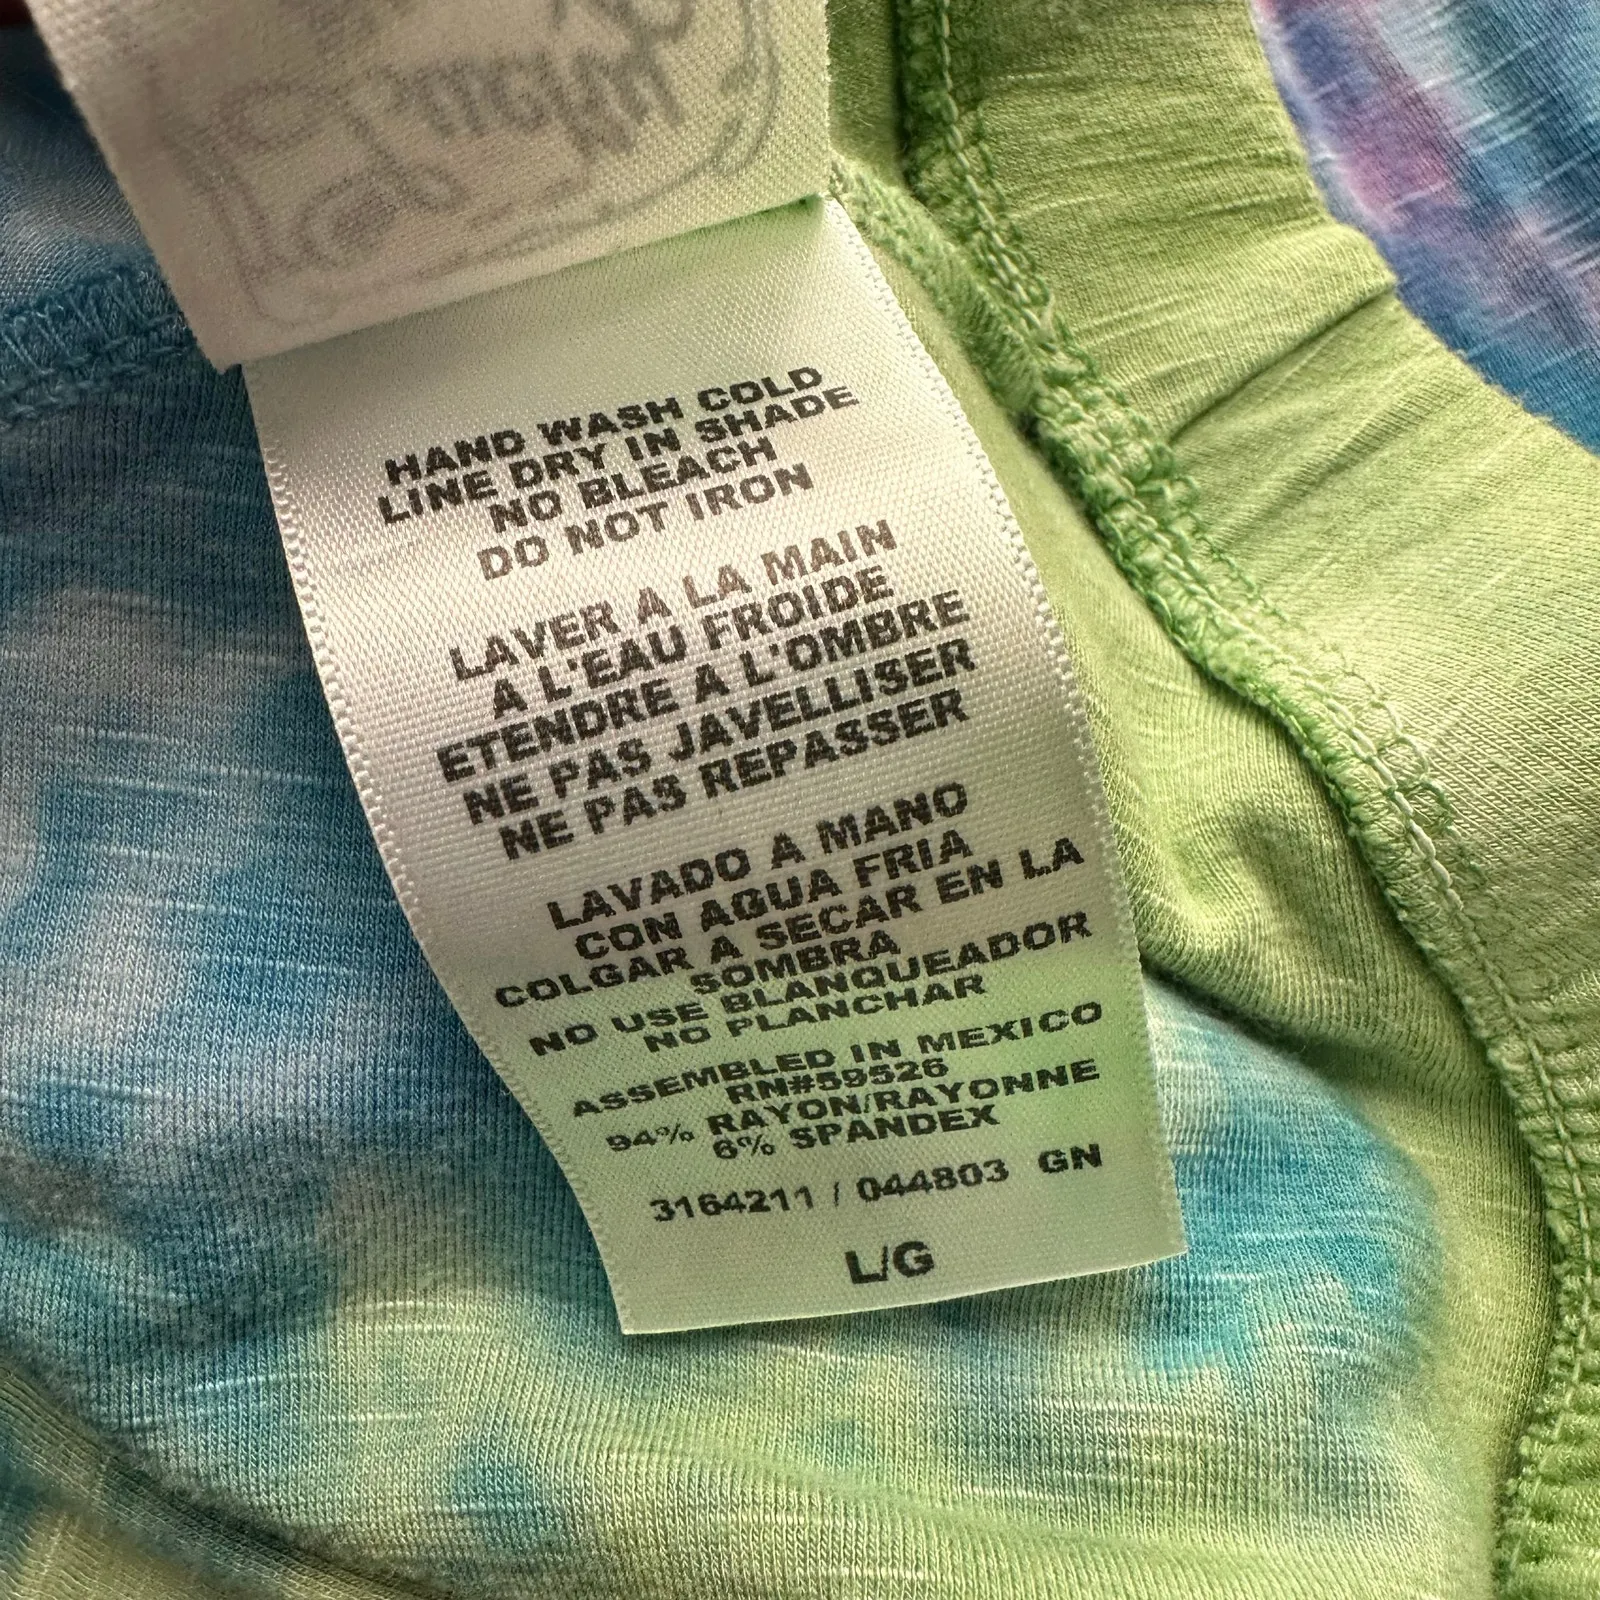 HAND WASH COLD
LINE DRY IN SHADE
NO BLEACH
DO NOT IRON
LAVER A LA MAIN
A L'EAU FROIDE
ETENDRE A L'OMBRE
NE PAS JAVELLISER
NE PAS REPASSER
LAVADO A MANO
CON AGUA FRIA
COLGAR A SECAR EN LA
SOMBRA
NO USE BLANQUEADOR
NO PLANCHAR
ASSEMBLED IN MEXICO
RN#59526
94% RAYON/RAYONNE
6% SPANDEX
3164211 / 044803 GN
L/G